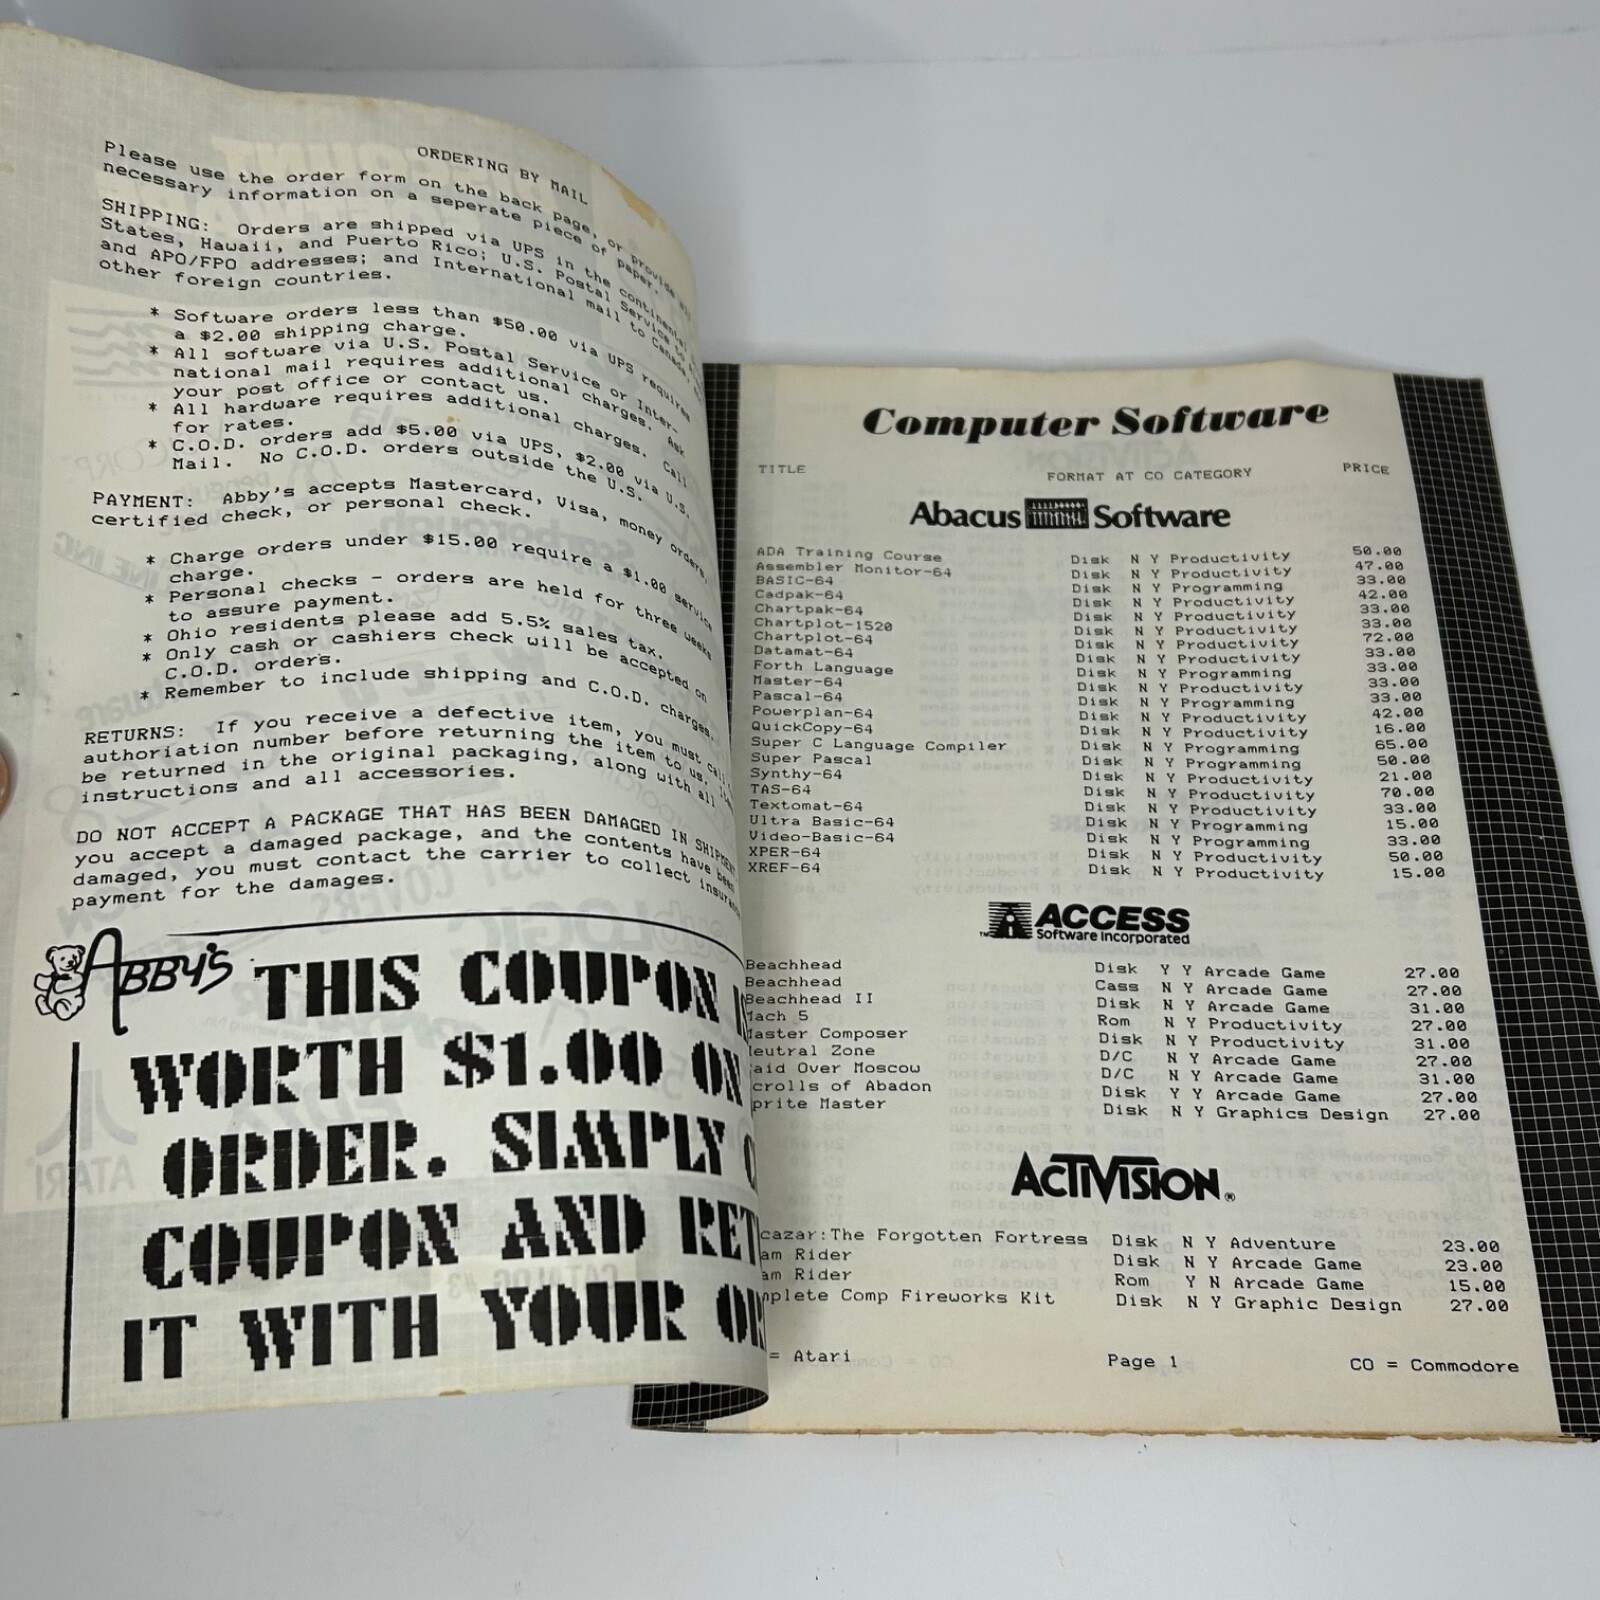 ORDERING BY MAIL
Please use the order form on the back page, or provide all
necessary information on a seperate piece of paper.
SHIPPING: Orders are shipped via UPS in the continental
States, Hawaii, and Puerto Rico; U.S. Postal Service to
and APO/FPO addresses; and International mail to Canada,
other foreign countries.
* Software orders less than $50.00 via UPS requires
a $2.00 shipping charge.
* All software via U.S. Postal Service or Inter-
national mail requires additional charges. Ask
your post office or contact us.
* All hardware requires additional charges. Call
for rates.
* C.O.D. orders add $5.00 via UPS, $2.00 via U.S.
Mail. No C.O.D. orders outside the U.S.
PAYMENT: Abby's accepts Mastercard, Visa, money orders,
certified check, or personal check.
* Charge orders under $15.00 require a $1.00 service
charge.
* Personal checks - orders are held for three weeks
to assure payment.
* Ohio residents please add 5.5% sales tax.
* Only cash or cashiers check will be accepted on
C.O.D. orders.
* Remember to include shipping and C.O.D. charges.
RETURNS: If you receive a defective item, you must call
authoriation number before returning the item to us.
be returned in the original packaging, along with all
instructions and all accessories.
DO NOT ACCEPT A PACKAGE THAT HAS BEEN DAMAGED IN SHIPMENT.
you accept a damaged package, and the contents have been
damaged, you must contact the carrier to collect insurance
payment for the damages.
ABBY'S THIS COUPON
WORTH $1.00 ON
ORDER. SIMPLY
COUPON AND RET
IT WITH YOUR OR
Computer Software
TITLE FORMAT AT CO CATEGORY PRICE
Abacus Software
ADA Training Course Disk N Y Productivity 50.00
Assembler Monitor-64 Disk N Y Productivity 47.00
BASIC-64 Disk N Y Programming 33.00
Cadpak-64 Disk N Y Productivity 42.00
Chartpak-64 Disk N Y Productivity 33.00
Chartplot-1520 Disk N Y Productivity 33.00
Chartplot-64 Disk N Y Productivity 72.00
Datamat-64 Disk N Y Productivity 33.00
Forth Language Disk N Y Programming 33.00
Master-64 Disk N Y Productivity 33.00
Pascal-64 Disk N Y Programming 33.00
Powerplan-64 Disk N Y Productivity 42.00
QuickCopy-64 Disk N Y Productivity 16.00
Super C Language Compiler Disk N Y Programming 65.00
Super Pascal Disk N Y Programming 50.00
Synthy-64 Disk N Y Productivity 21.00
TAS-64 Disk N Y Productivity 70.00
Textomat-64 Disk N Y Productivity 33.00
Ultra Basic-64 Disk N Y Programming 15.00
Video-Basic-64 Disk N Y Programming 33.00
XPER-64 Disk N Y Productivity 50.00
XREF-64 Disk N Y Productivity 15.00
TM ACCESS
Software Incorporated
Beachhead Disk Y Y Arcade Game 27.00
Beachhead Cass N Y Arcade Game 27.00
Beachhead II Disk N Y Arcade Game 31.00
Mach 5 Rom N Y Productivity 27.00
Master Composer Disk N Y Productivity 31.00
eutral Zone D/C N Y Arcade Game 27.00
aid Over Moscow D/C N Y Arcade Game 31.00
crolls of Abadon Disk Y Y Arcade Game 27.00
prite Master Disk N Y Graphics Design 27.00
ACTIVISION®
cazar:The Forgotten Fortress Disk N Y Adventure 23.00
am Rider Disk N Y Arcade Game 23.00
am Rider Rom Y N Arcade Game 15.00
mplete Comp Fireworks Kit Disk N Y Graphic Design 27.00
= Atari Page 1 CO = Commodore